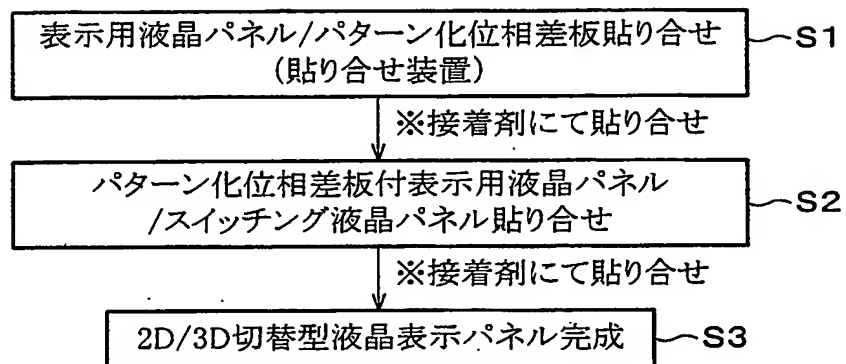 表示用液晶パネル/パターン化位相差板貼り合せ
(貼り合せ装置)
S1
※接着剤にて貼り合せ
パターン化位相差板付表示用液晶パネル
/スイッチング液晶パネル貼り合せ
S2
※接着剤にて貼り合せ
2D/3D切替型液晶表示パネル完成
S3